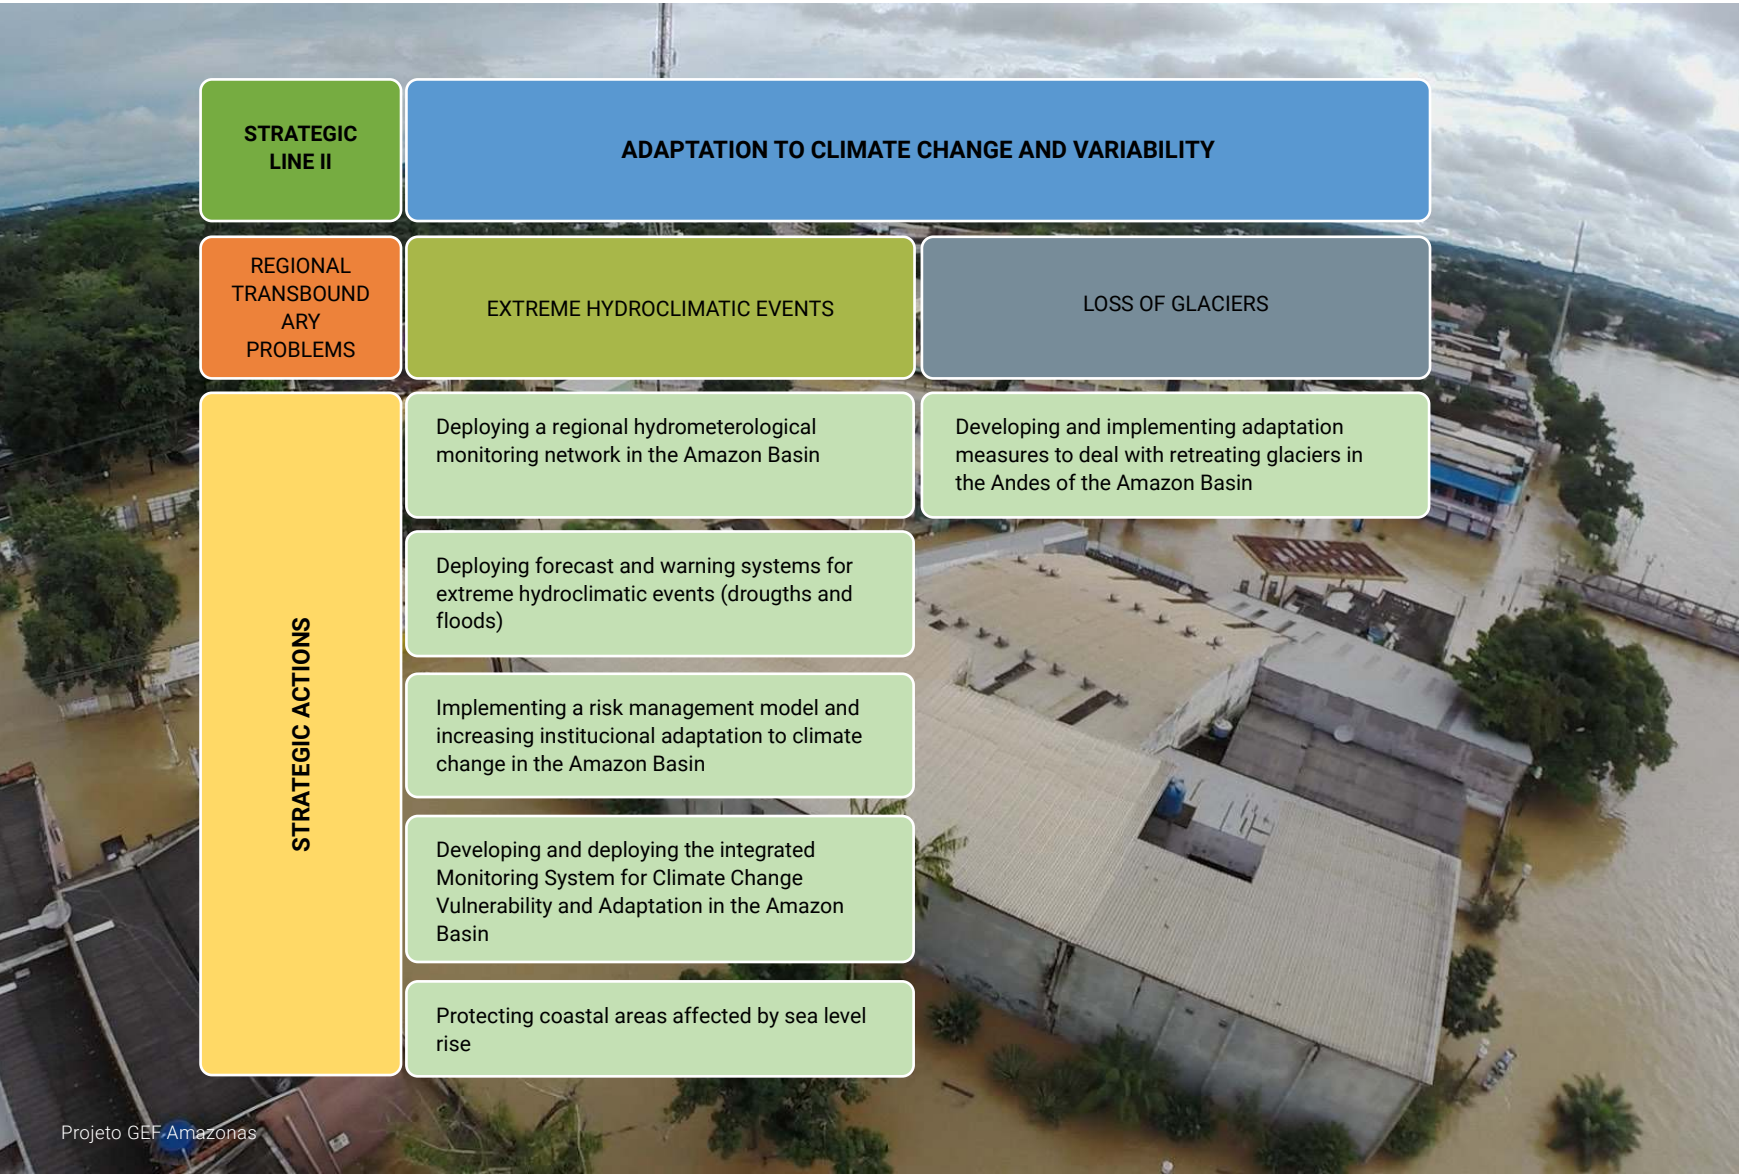 STRATEGIC
LINE II
ADAPTATION TO CLIMATE CHANGE AND VARIABILITY
REGIONAL
TRANSBOUND
ARY
PROBLEMS
EXTREME HYDROCLIMATIC EVENTS
LOSS OF GLACIERS
STRATEGIC ACTIONS
Deploying a regional hydrometerological
monitoring network in the Amazon Basin
Developing and implementing adaptation
measures to deal with retreating glaciers in
the Andes of the Amazon Basin
Deploying forecast and warning systems for
extreme hydroclimatic events (drougths and
floods)
Implementing a risk management model and
increasing institucional adaptation to climate
change in the Amazon Basin
Developing and deploying the integrated
Monitoring System for Climate Change
Vulnerability and Adaptation in the Amazon
Basin
Protecting coastal areas affected by sea level
rise
Projeto GEF Amazonas